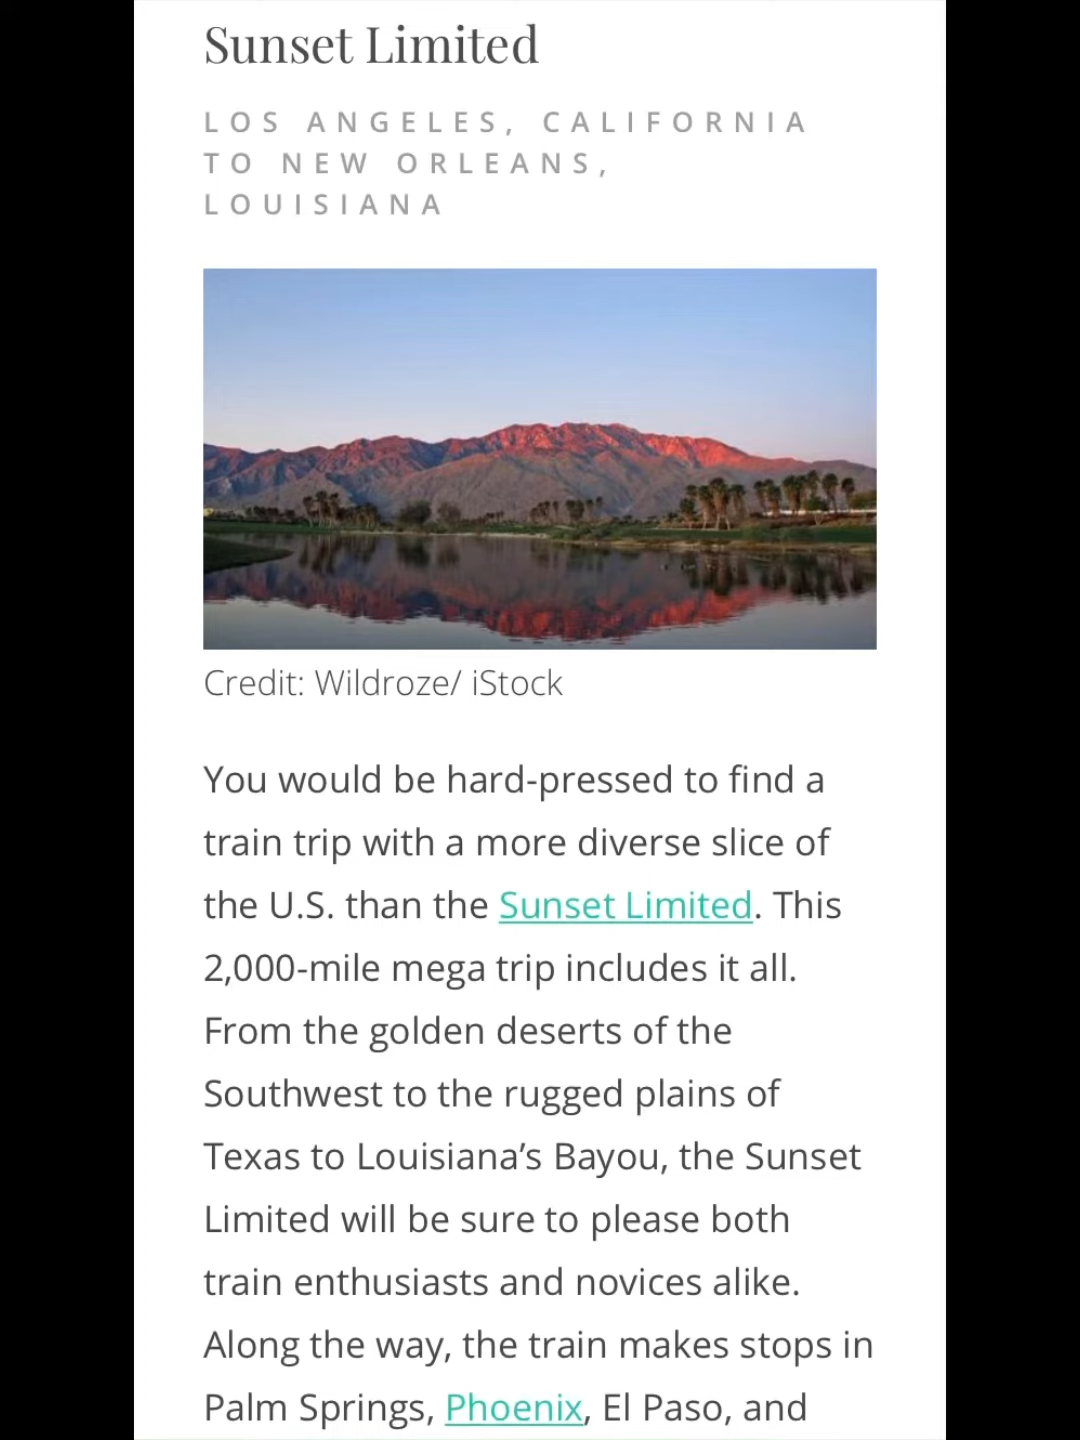 Sunset Limited
LOS ANGELES, CALIFORNIA
TO NEW ORLEANS,
LOUISIANA
Credit: Wildroze/ iStock
You would be hard-pressed to find a
train trip with a more diverse slice of
the U.S. than the Sunset Limited. This
2,000-mile mega trip includes it all.
From the golden deserts of the
Southwest to the rugged plains of
Texas to Louisiana’s Bayou, the Sunset
Limited will be sure to please both
train enthusiasts and novices alike.
Along the way, the train makes stops in
Palm Springs, Phoenix, El Paso, and